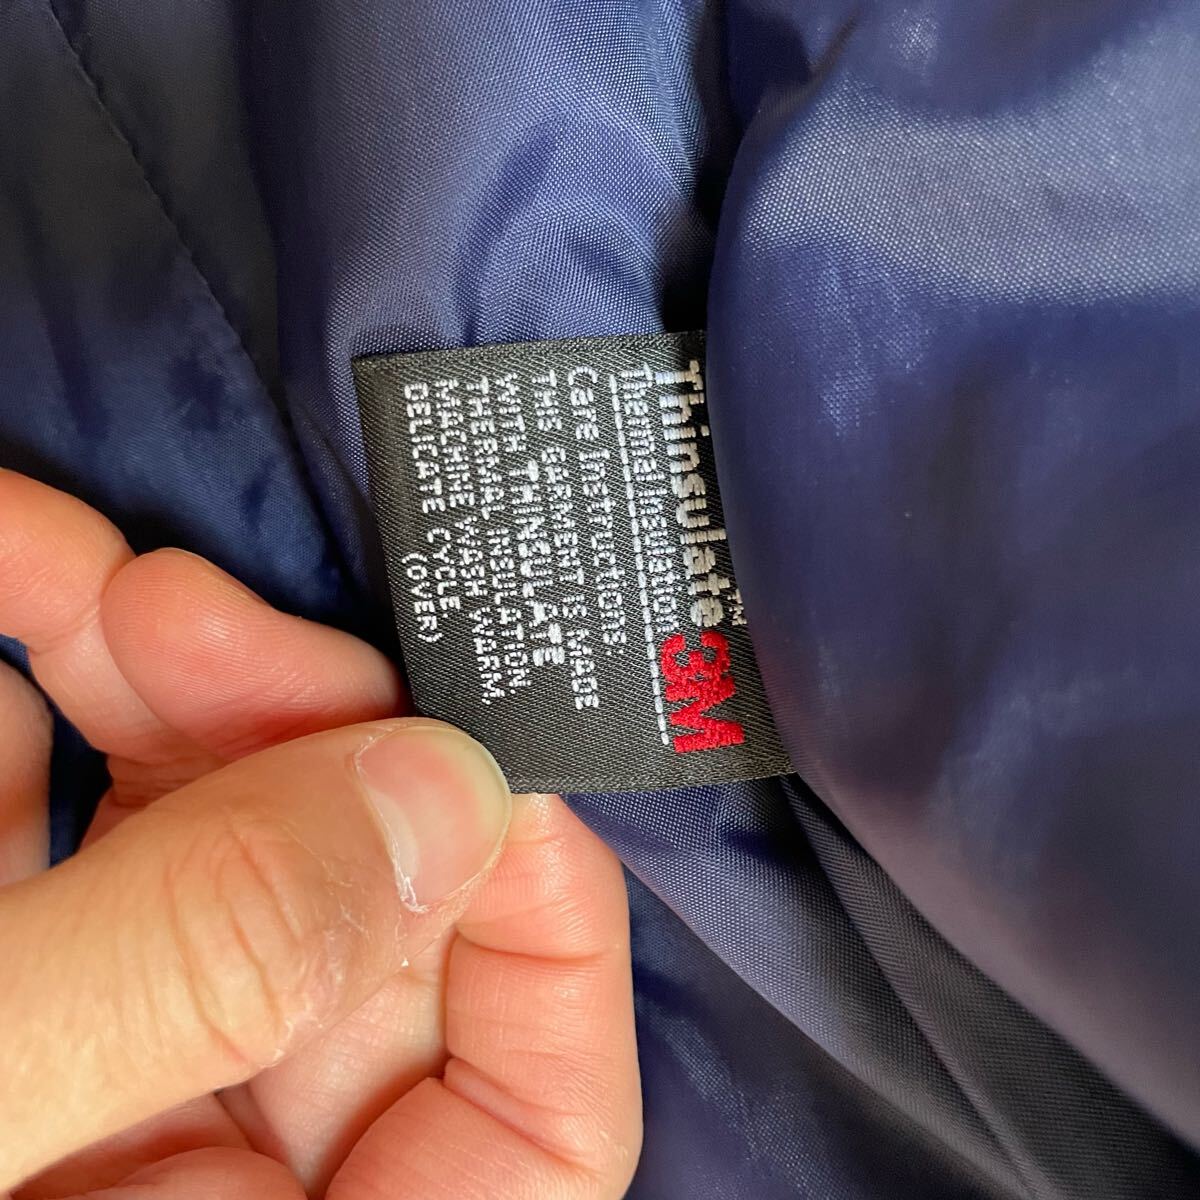 Thinsulate™ 3M
Thermal Insulation
Care Instructions
THE GARMENT IS MADE
WITH THINSULATE
THERMAL INSULATION.
MACHINE WASH WARM,
DELICATE CYCLE
(OVER)